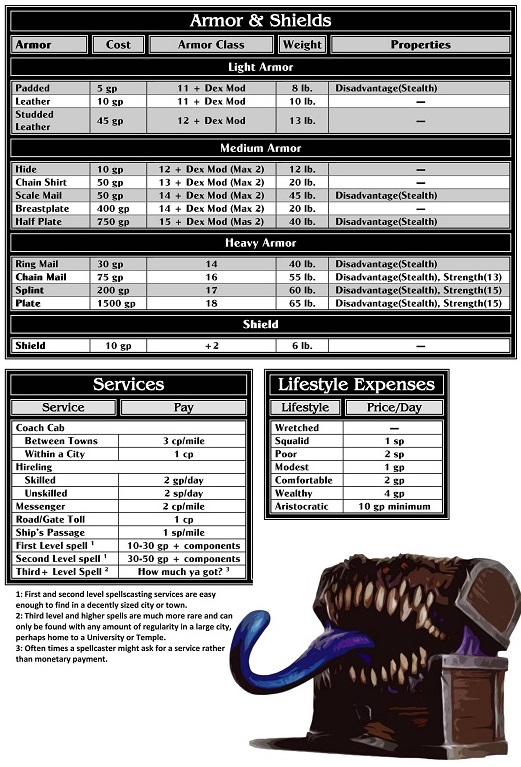 Armor & Shields
Armor Cost Armor Class Weight Properties
Light Armor
Padded 5 gp 11 + Dex Mod 8 lb. Disadvantage(Stealth)
Leather 10 gp 11 + Dex Mod 10 lb. —
Studded
Leather 45 gp 12 + Dex Mod 13 lb. —
Medium Armor
Hide 10 gp 12 + Dex Mod (Max 2) 12 lb. —
Chain Shirt 50 gp 13 + Dex Mod (Max 2) 20 lb. —
Scale Mail 50 gp 14 + Dex Mod (Max 2) 45 lb. Disadvantage(Stealth)
Breastplate 400 gp 14 + Dex Mod (Max 2) 20 lb. —
Half Plate 750 gp 15 + Dex Mod (Mas 2) 40 lb. Disadvantage(Stealth)
Heavy Armor
Ring Mail 30 gp 14 40 lb. Disadvantage(Stealth)
Chain Mail 75 gp 16 55 lb. Disadvantage(Stealth), Strength(13)
Splint 200 gp 17 60 lb. Disadvantage(Stealth), Strength(15)
Plate 1500 gp 18 65 lb. Disadvantage(Stealth), Strength(15)
Shield
Shield 10 gp +2 6 lb. —
Services
Service Pay
Coach Cab
Between Towns 3 cp/mile
Within a City 1 cp
Hireling
Skilled 2 gp/day
Unskilled 2 sp/day
Messenger 2 cp/mile
Road/Gate Toll 1 cp
Ship's Passage 1 sp/mile
First Level spell ¹ 10-30 gp + components
Second Level spell ¹ 30-50 gp + components
Third+ Level Spell ² How much ya got? ³
1: First and second level spellscasting services are easy
enough to find in a decently sized city or town.
2: Third level and higher spells are much more rare and can
only be found with any amount of regularity in a large city,
perhaps home to a University or Temple.
3: Often times a spellcaster might ask for a service rather
than monetary payment.
Lifestyle Expenses
Lifestyle Price/Day
Wretched —
Squalid 1 sp
Poor 2 sp
Modest 1 gp
Comfortable 2 gp
Wealthy 4 gp
Aristocratic 10 gp minimum